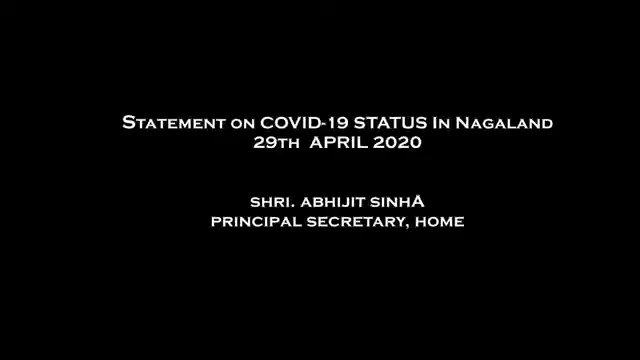 Statement on COVID-19 STATUS In Nagaland
29th APRIL 2020
SHRI. ABHIJIT SINHA
PRINCIPAL SECRETARY, HOME